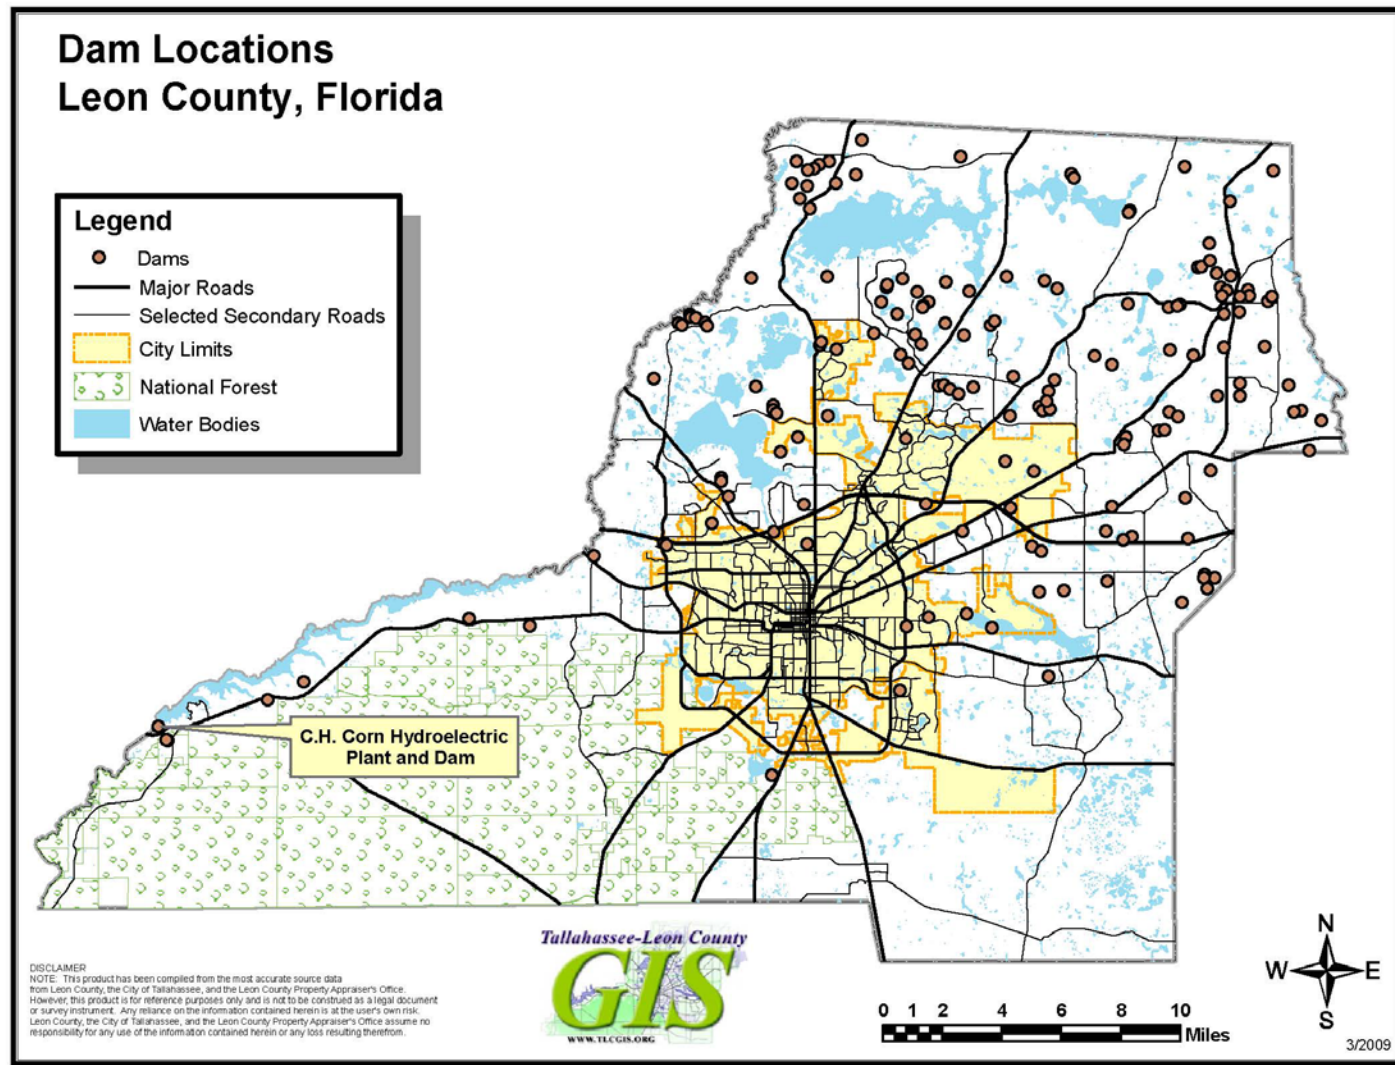 Dam Locations
Leon County, Florida
Legend
Dams
Major Roads
Selected Secondary Roads
City Limits
National Forest
Water Bodies
C.H. Corn Hydroelectric
Plant and Dam
DISCLAIMER
NOTE: This product has been compiled from the most accurate source data
from Leon County, the City of Tallahassee, and the Leon County Property Appraiser's Office.
However, this product is for reference purposes only and is not to be construed as a legal document
or survey instrument. Any reliance on the information contained herein is at the user's own risk.
Leon County, the City of Tallahassee, and the Leon County Property Appraiser's Office assume no
responsibility for any use of the information contained herein or any loss resulting therefrom.
Tallahassee-Leon County
GIS
WWW.TLCGIS.ORG
0 1 2 4 6 8 10
Miles
N
W E
S
3/2009